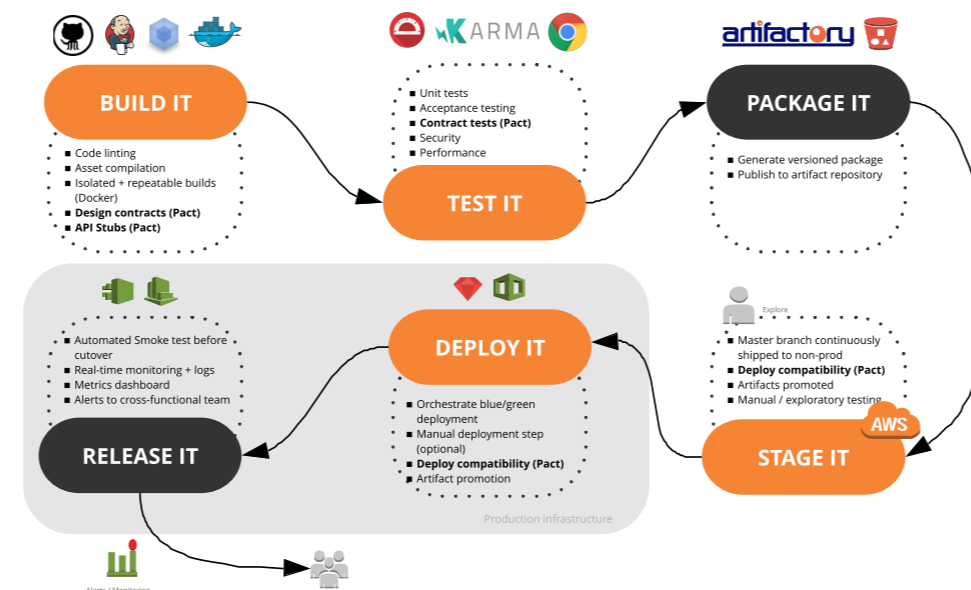 KARMA
artifactory
BUILD IT
Code linting
Asset compilation
Isolated + repeatable builds
(Docker)
Design contracts (Pact)
API Stubs (Pact)
Unit tests
Acceptance testing
Contract tests (Pact)
Security
Performance
TEST IT
PACKAGE IT
Generate versioned package
Publish to artifact repository
Explore
Master branch continuously
shipped to non-prod
Deploy compatibility (Pact)
Artifacts promoted
Manual / exploratory testing
AWS
STAGE IT
DEPLOY IT
Orchestrate blue/green
deployment
Manual deployment step
(optional)
Deploy compatibility (Pact)
Artifact promotion
Automated Smoke test before
cutover
Real-time monitoring + logs
Metrics dashboard
Alerts to cross-functional team
RELEASE IT
Production infrastructure
Alerts / Monitoring